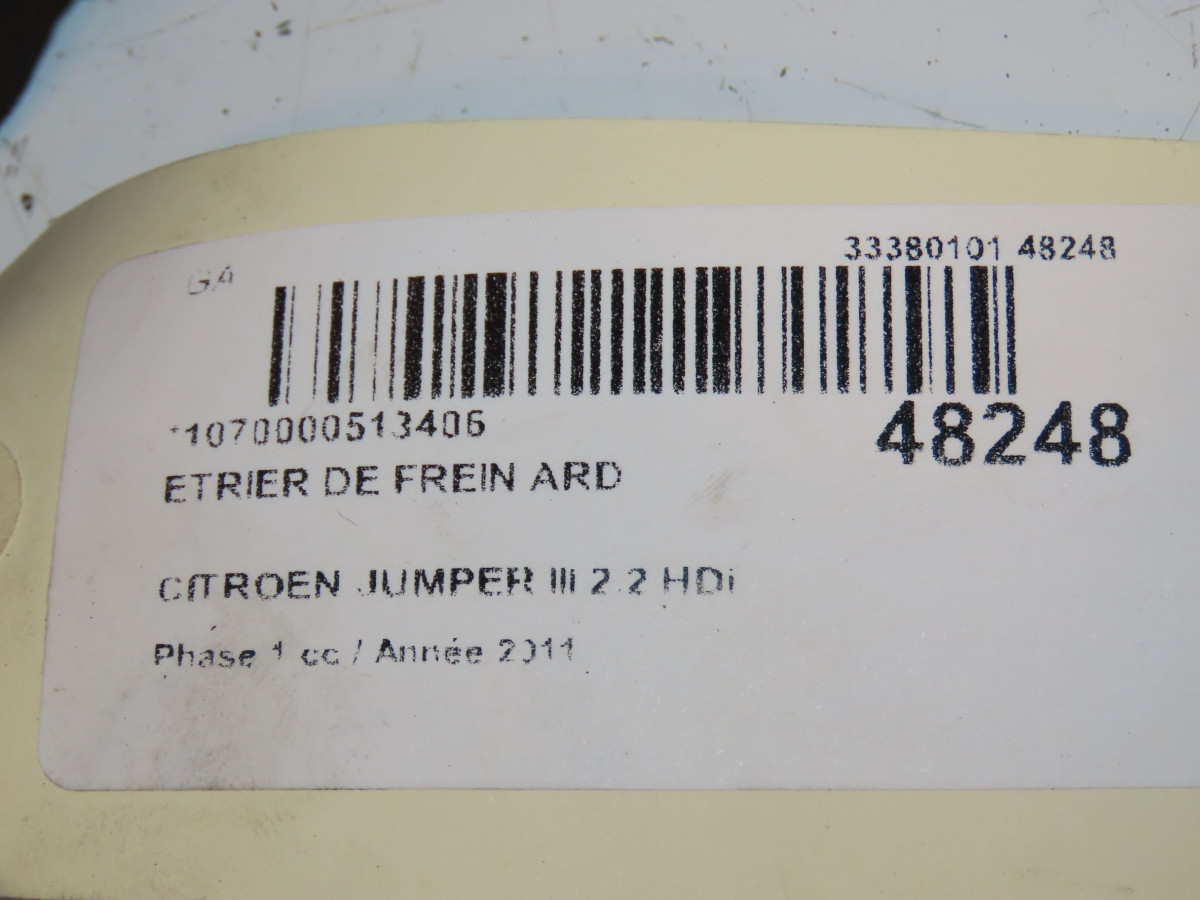 33380101 48248
GA
*1070000513406
48248
ETRIER DE FREIN ARD
CITROEN JUMPER III 2.2 HDi
Phase 1 cc / Année 2011